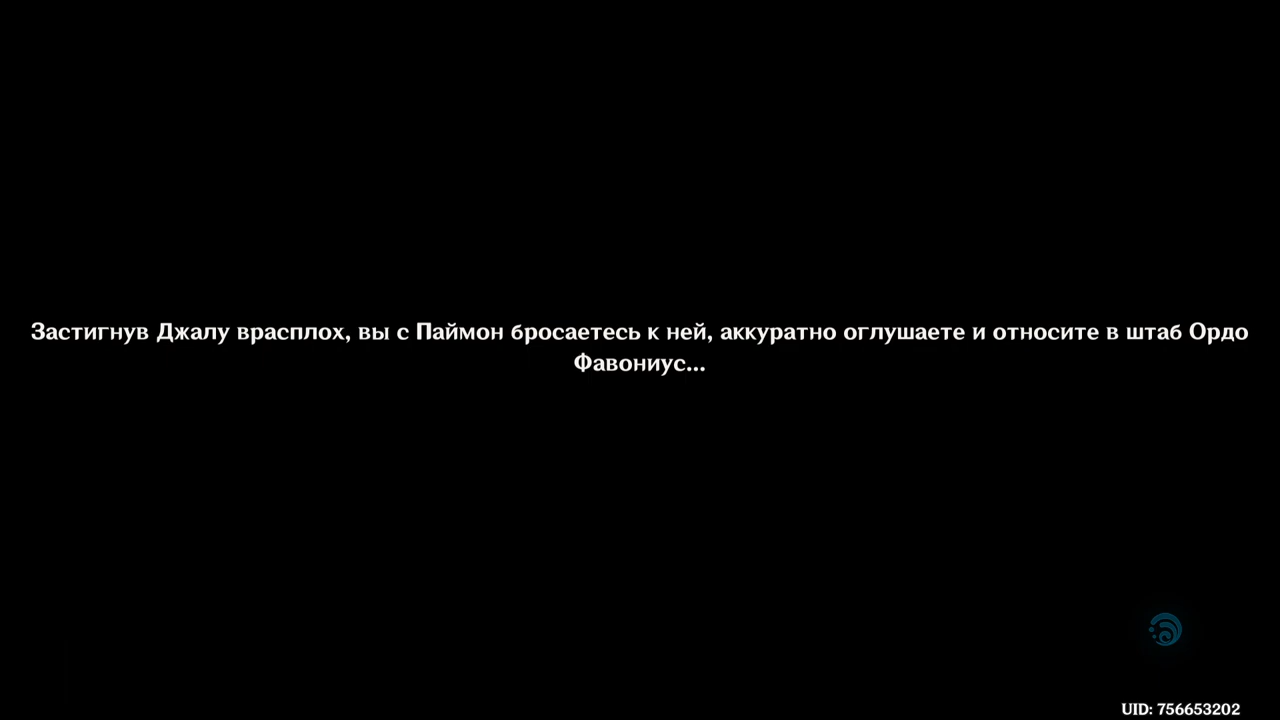 Застигнув Джалу врасплох, вы с Паймон бросаетесь к ней, аккуратно оглушаете и относите в штаб Ордо
Фавониус...
UID: 756653202